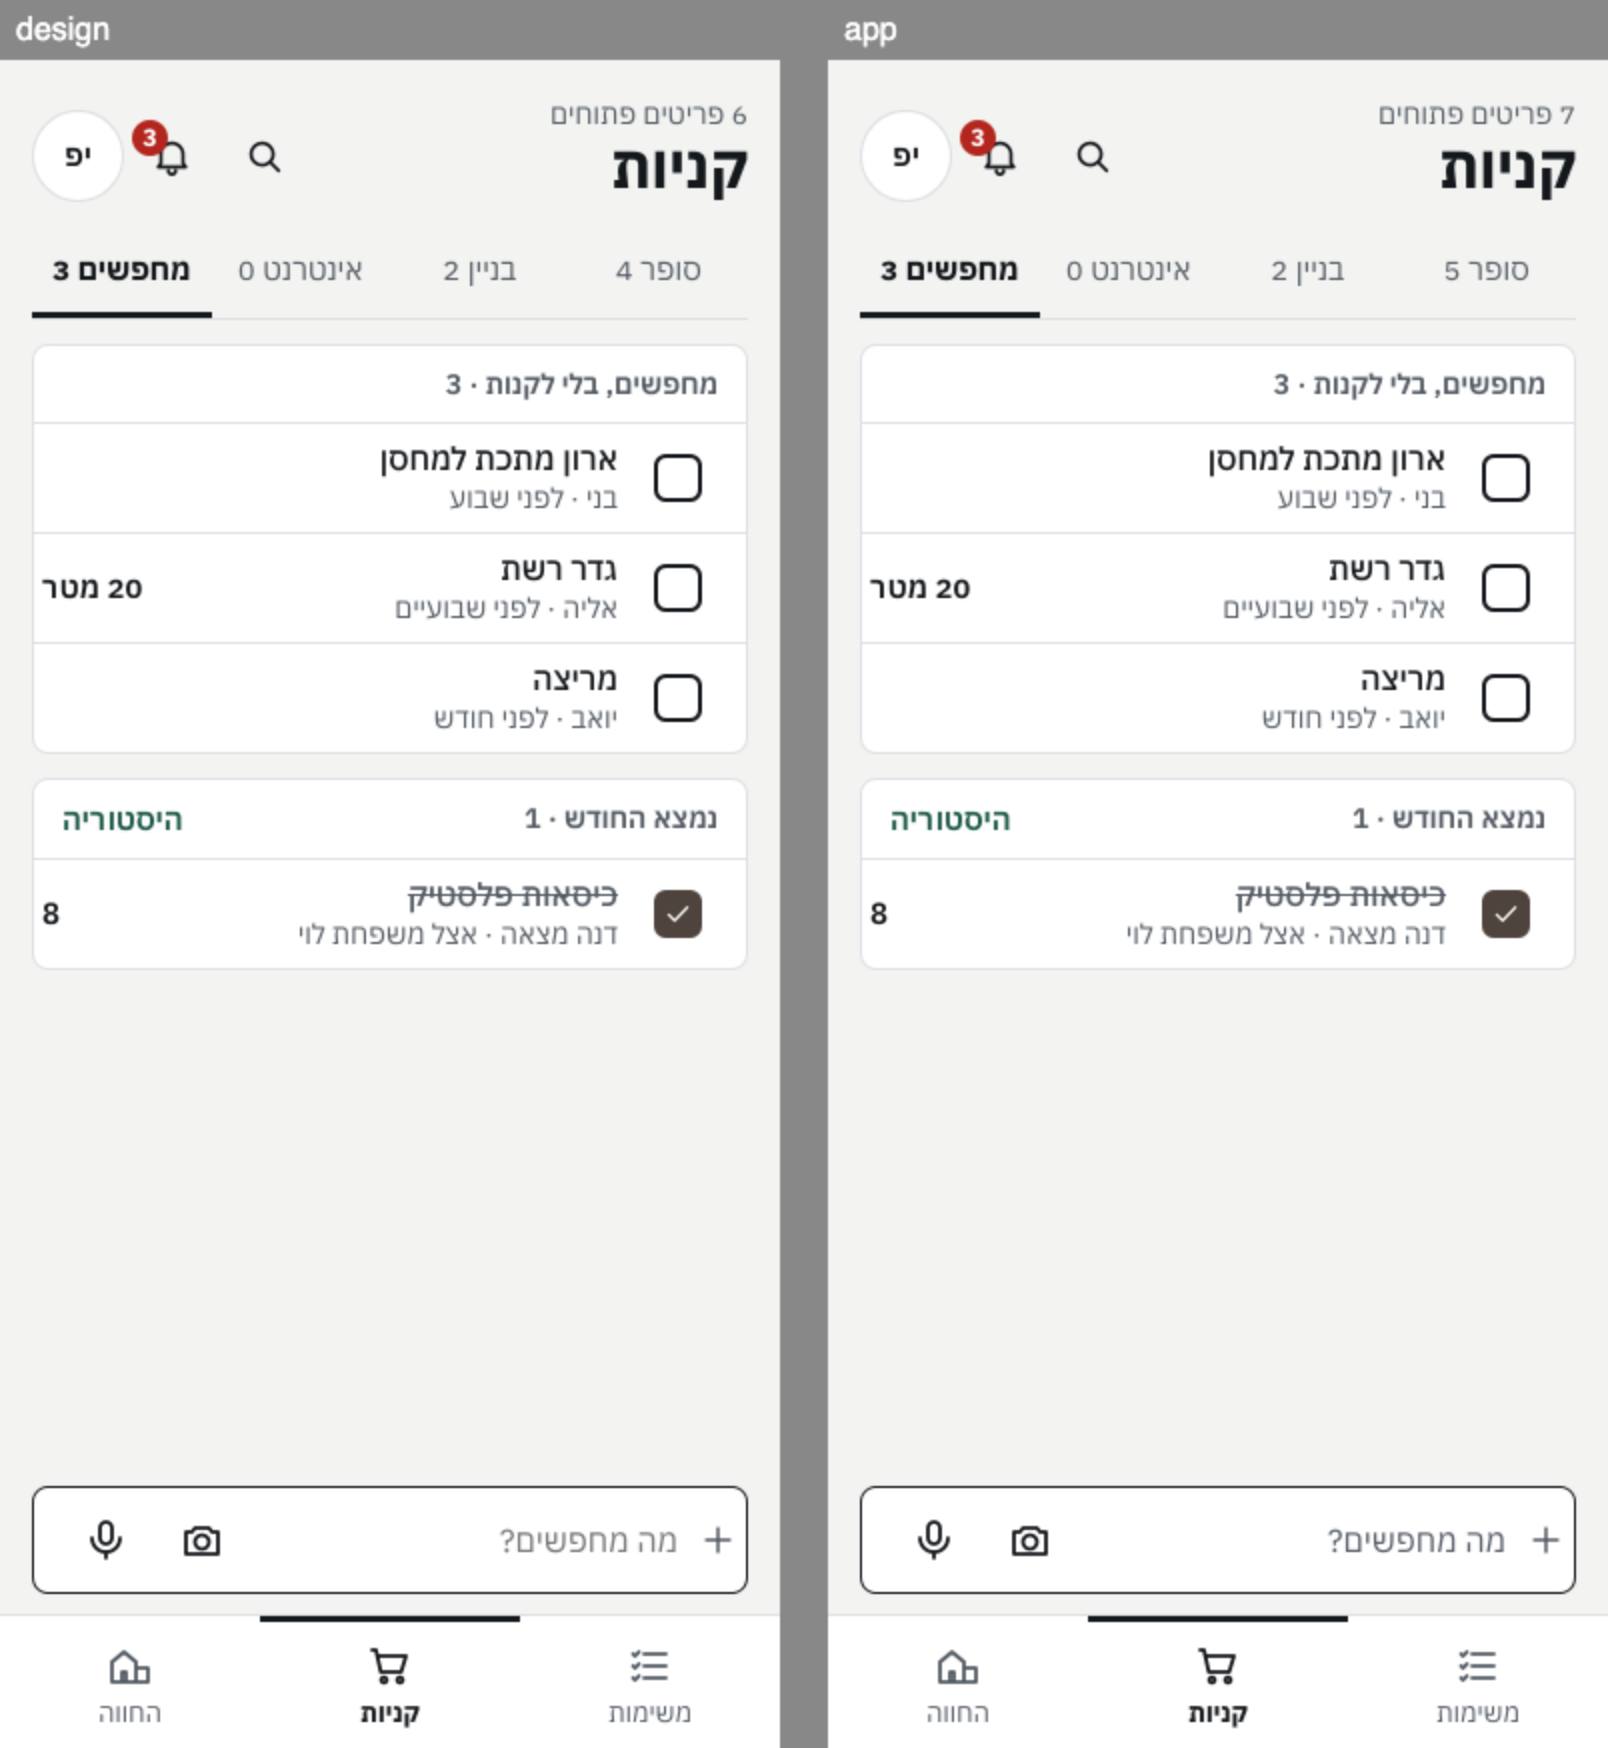 design
6 פריטים פתוחים
קניות
3
יפ
סופר 4
בניין 2
אינטרנט 0
מחפשים 3
מחפשים, בלי לקנות · 3
ארון מתכת למחסן
בני · לפני שבוע
גדר רשת
אליה · לפני שבועיים
20 מטר
מריצה
יואב · לפני חודש
נמצא החודש · 1
היסטוריה
כיסאות פלסטיק
דנה מצאה · אצל משפחת לוי
8
מה מחפשים?
משימות
קניות
החווה
app
7 פריטים פתוחים
קניות
3
יפ
סופר 5
בניין 2
אינטרנט 0
מחפשים 3
מחפשים, בלי לקנות · 3
ארון מתכת למחסן
בני · לפני שבוע
גדר רשת
אליה · לפני שבועיים
20 מטר
מריצה
יואב · לפני חודש
נמצא החודש · 1
היסטוריה
כיסאות פלסטיק
דנה מצאה · אצל משפחת לוי
8
מה מחפשים?
משימות
קניות
החווה